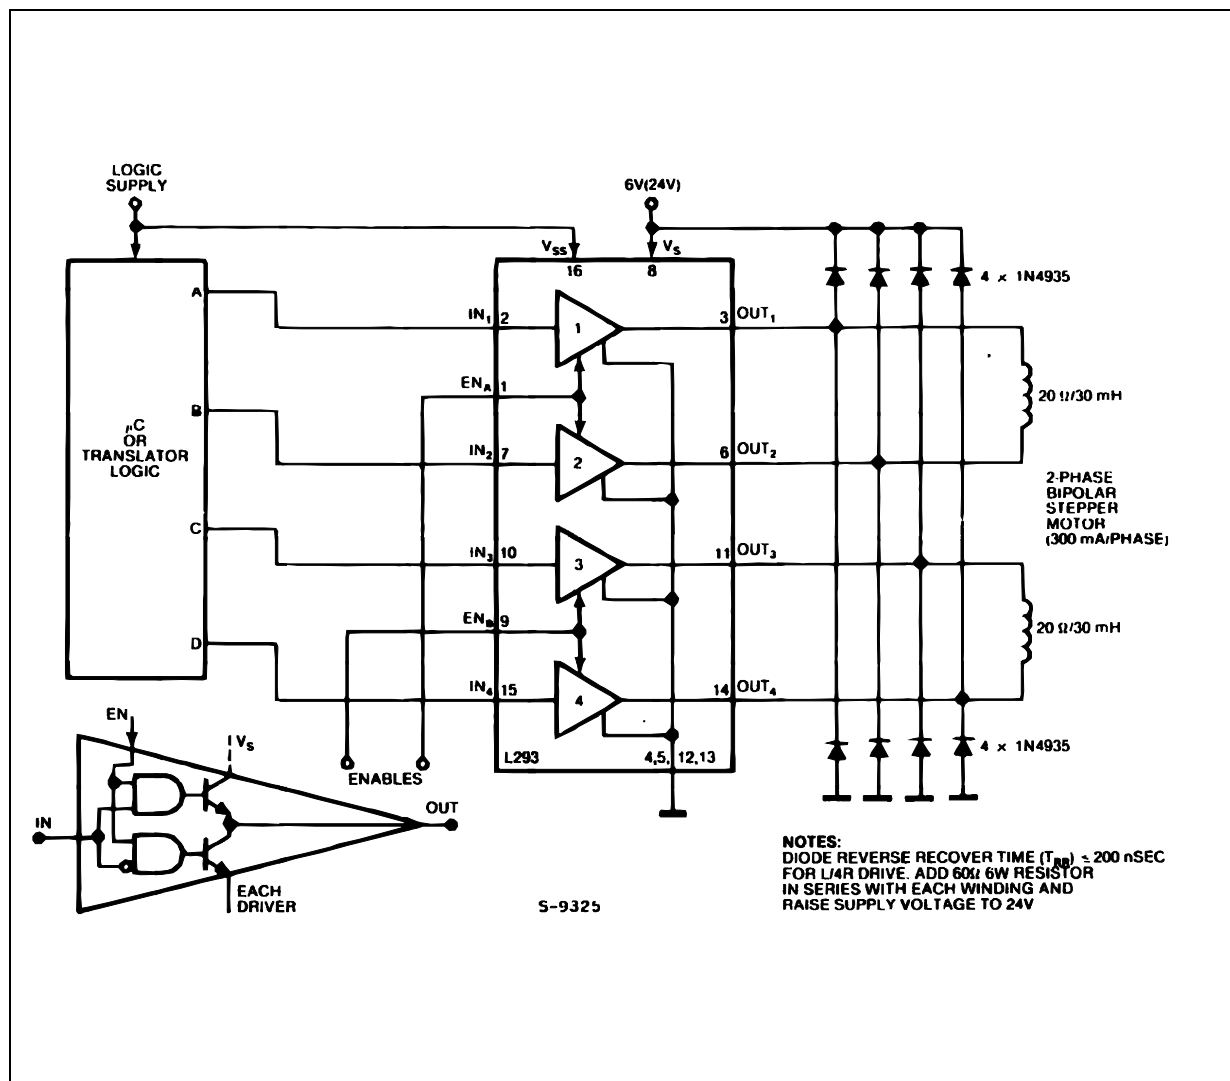 LOGIC
SUPPLY
6V(24V)
VSS
16
VS
8
4 x 1N4935
A
IN1 2
1
3 OUT1
20 Ω/30 mH
ENA 1
B
μC
OR
TRANSLATOR
LOGIC
IN2 7
2
6 OUT2
2-PHASE
BIPOLAR
STEPPER
MOTOR
(300 mA/PHASE)
C
IN3 10
3
11 OUT3
ENB 9
20 Ω/30 mH
D
IN4 15
4
14 OUT4
L293
4,5, 12,13
4 x 1N4935
ENABLES
EN
VS
IN
OUT
EACH
DRIVER
S-9325
NOTES:
DIODE REVERSE RECOVER TIME (TRR) ≤ 200 nSEC
FOR L/4R DRIVE. ADD 60Ω 6W RESISTOR
IN SERIES WITH EACH WINDING AND
RAISE SUPPLY VOLTAGE TO 24V